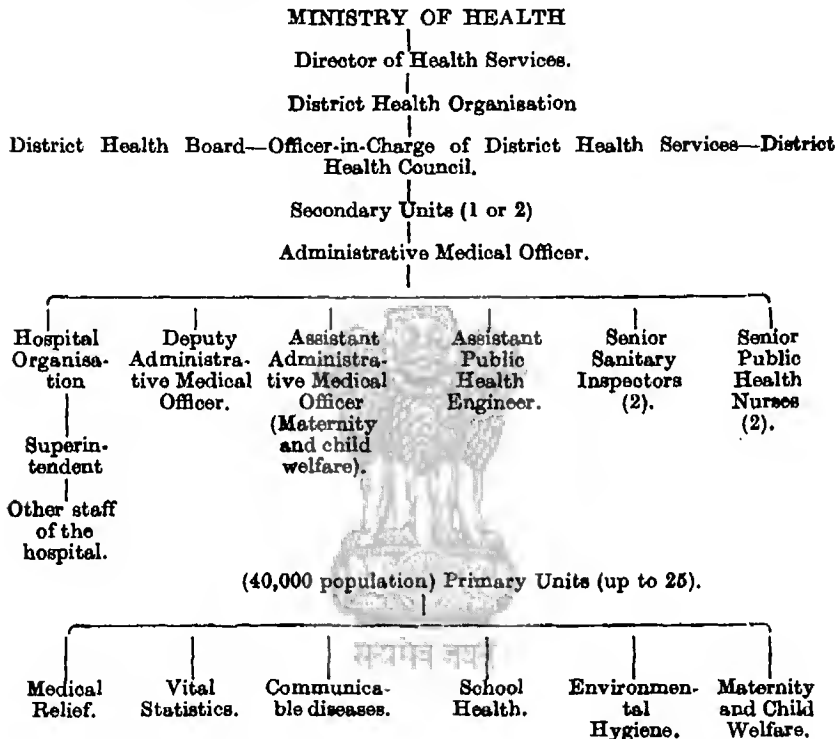 MINISTRY OF HEALTH
Director of Health Services.
District Health Organisation
District Health Board—Officer-in-Charge of District Health Services—District
Health Council.
Secondary Units (1 or 2)
Administrative Medical Officer.
Hospital
Organisa-
tion
Superin-
tendent
Other staff
of the
hospital.
Deputy
Administra-
tive Medical
Officer.
Assistant
Administra-
tive Medical
Officer
(Maternity
and child
welfare).
Assistant
Public
Health
Engineer.
Senior
Sanitary
Inspectors
(2).
Senior
Public
Health
Nurses
(2).
(40,000 population) Primary Units (up to 25).
सत्यमेव जयते
Medical
Relief.
Vital
Statistics.
Communica-
ble diseases.
School
Health.
Environmen-
tal
Hygiene.
Maternity
and Child
Welfare.